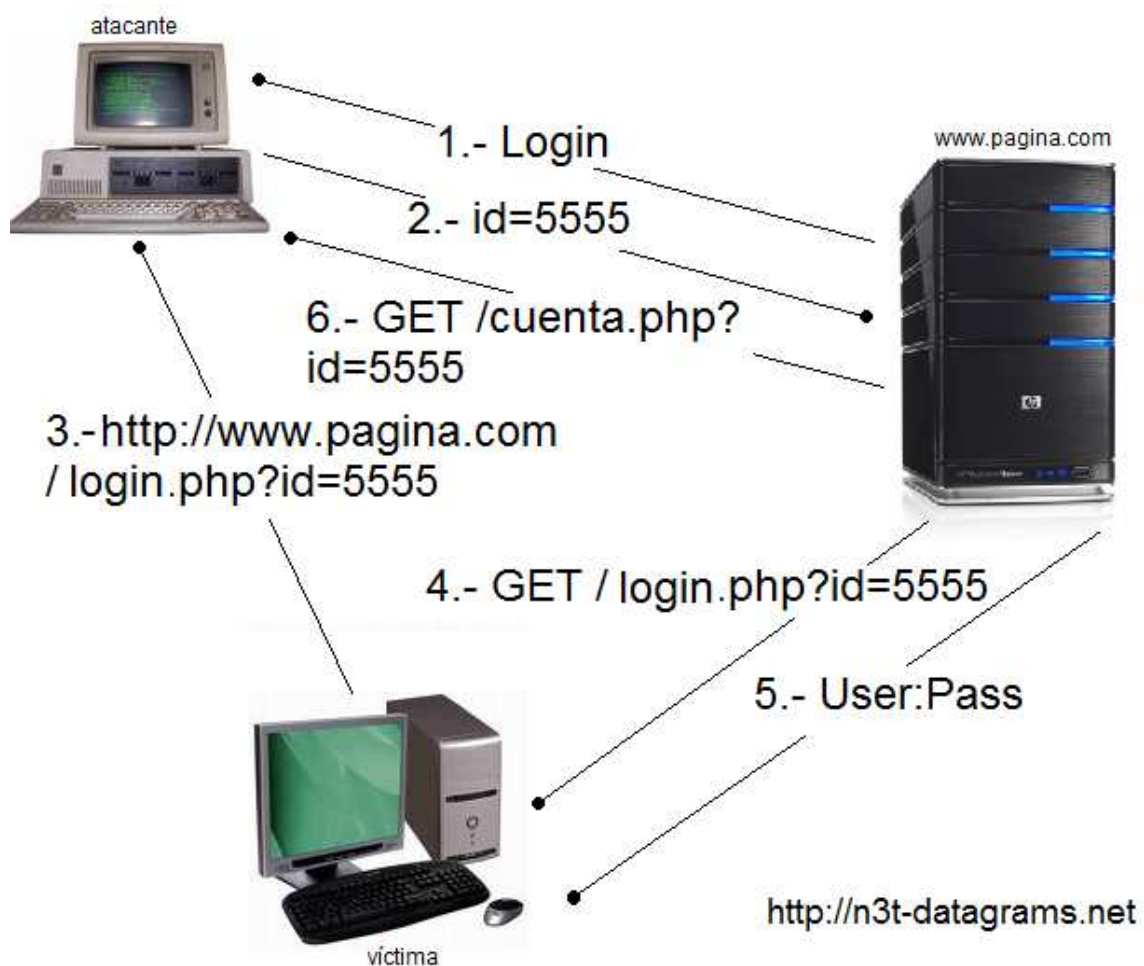 atacante
www.pagina.com
1.- Login
2.- id=5555
6.- GET /cuenta.php?
id=5555
3.-http://www.pagina.com
/ login.php?id=5555
4.- GET / login.php?id=5555
5.- User:Pass
víctima
http://n3t-datagrams.net